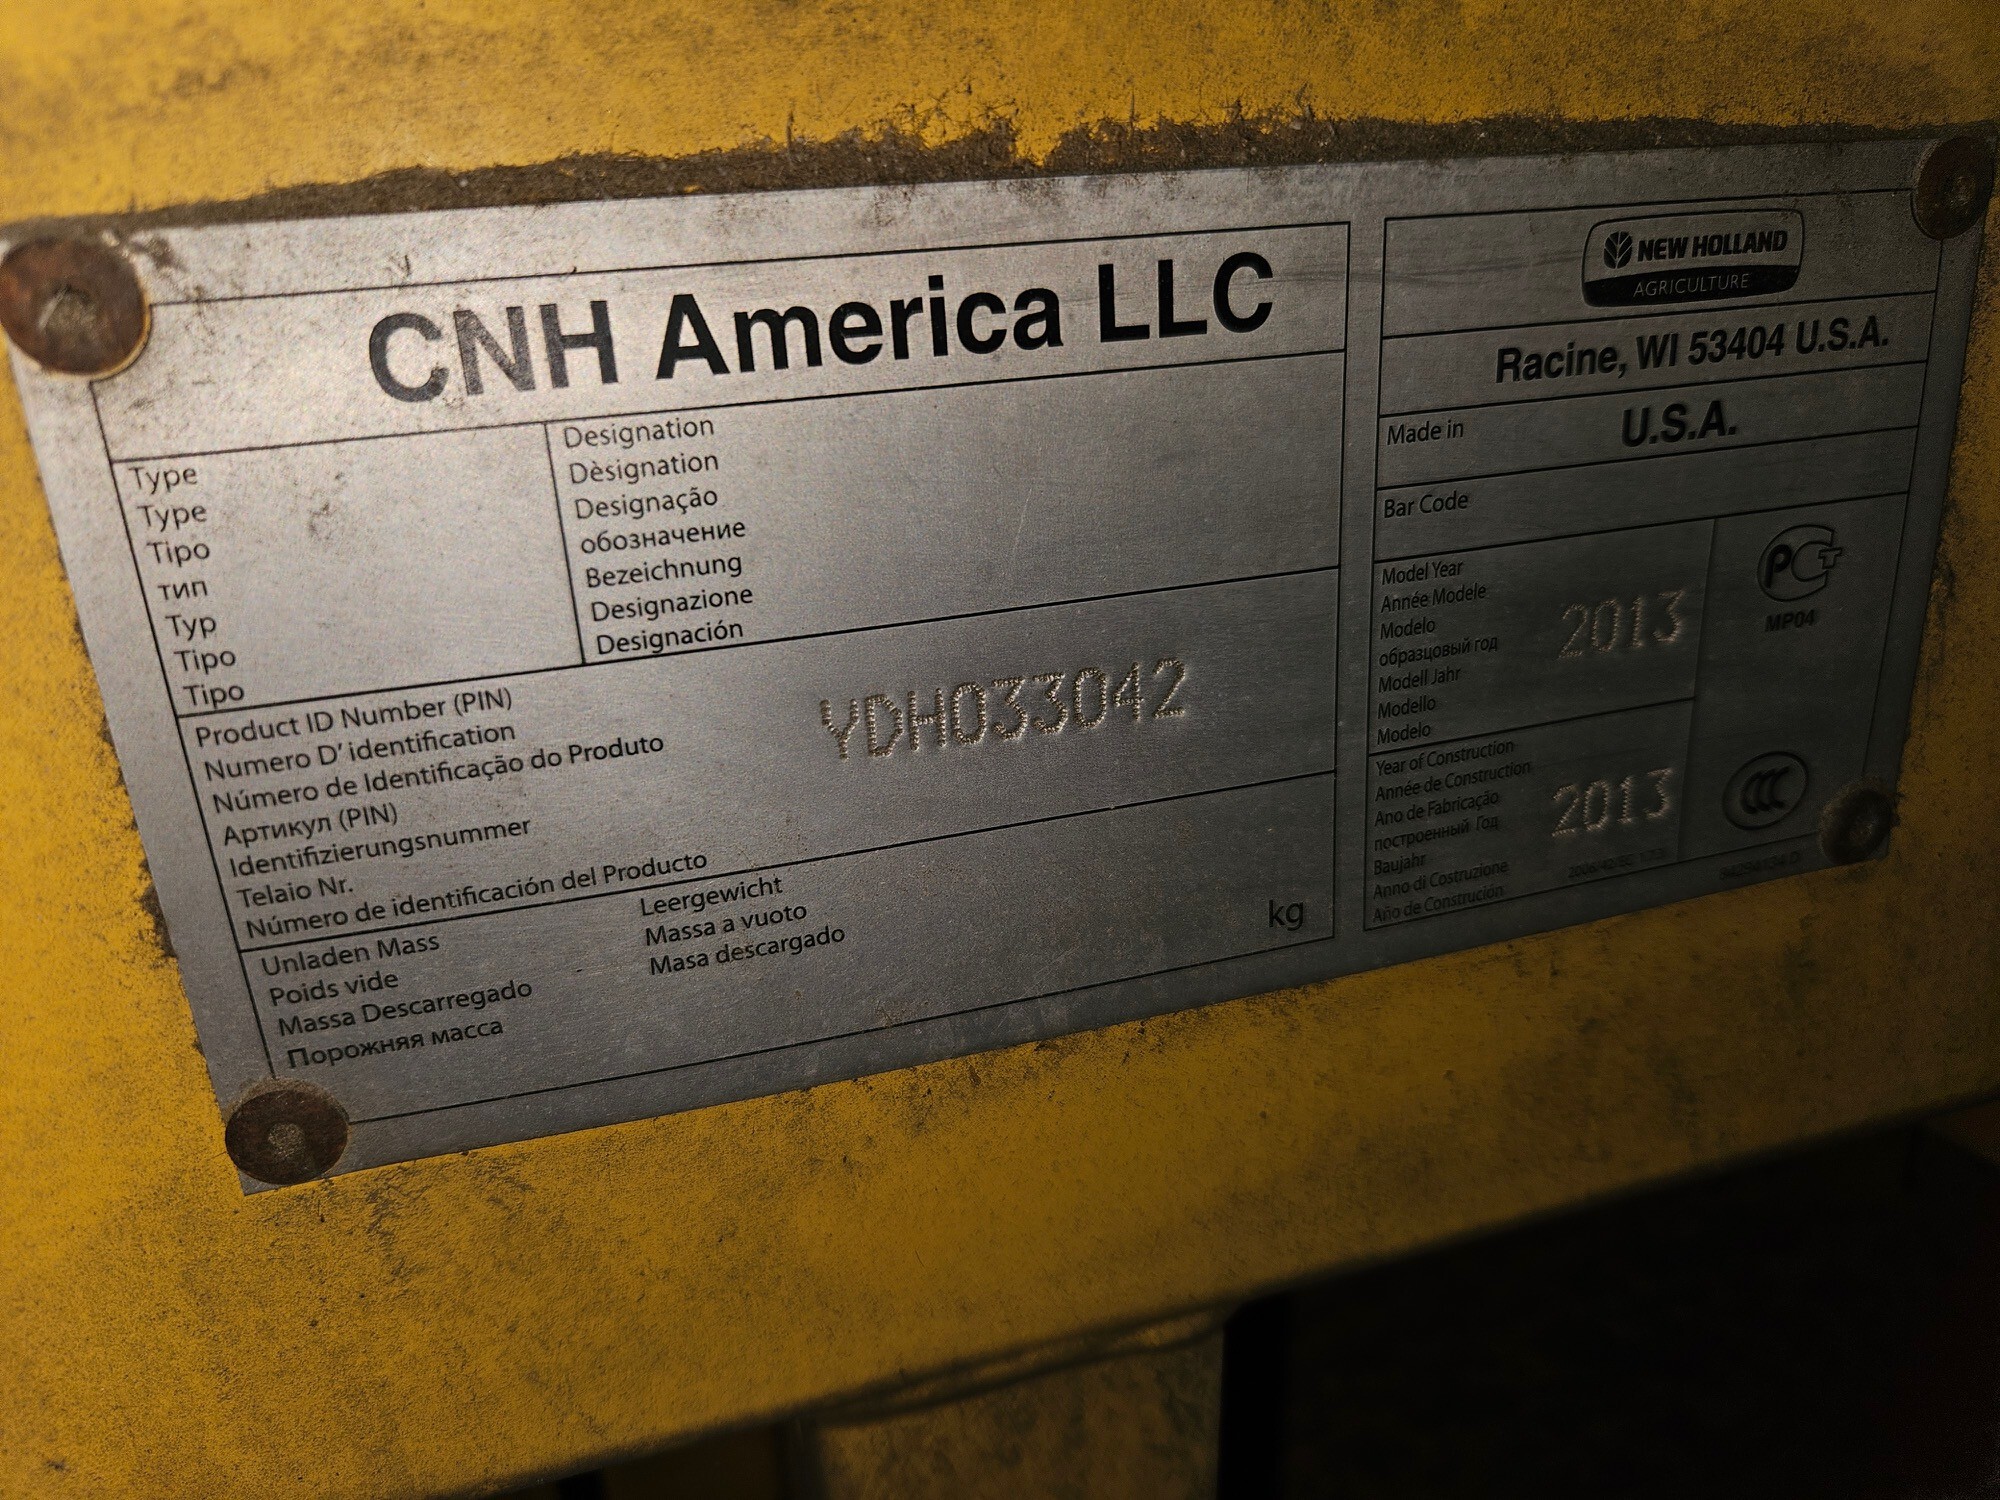 CNH America LLC
Type
Type
Tipo
тип
Typ
Tipo
Tipo
Designation
Dèsignation
Designação
обозначение
Bezeichnung
Designazione
Designación
Product ID Number (PIN)
Numero D' identification
Número de Identificação do Produto
Артикул (PIN)
Identifizierungsnummer
Telaio Nr.
Número de identificación del Producto
YDH033042
Unladen Mass
Poids vide
Massa Descarregado
Порожняя масса
Leergewicht
Massa a vuoto
Masa descargado
kg
NEW HOLLAND
AGRICULTURE
Racine, WI 53404 U.S.A.
Made in U.S.A.
Bar Code
Model Year
Année Modele
Modelo
образцовый год
Modell Jahr
Modello
Modelo
2013
РСТ
MP04
Year of Construction
Année de Construction
Ano de Fabricação
построенный Год
Baujahr
Anno di Costruzione
Año de Construción
2013
CCC